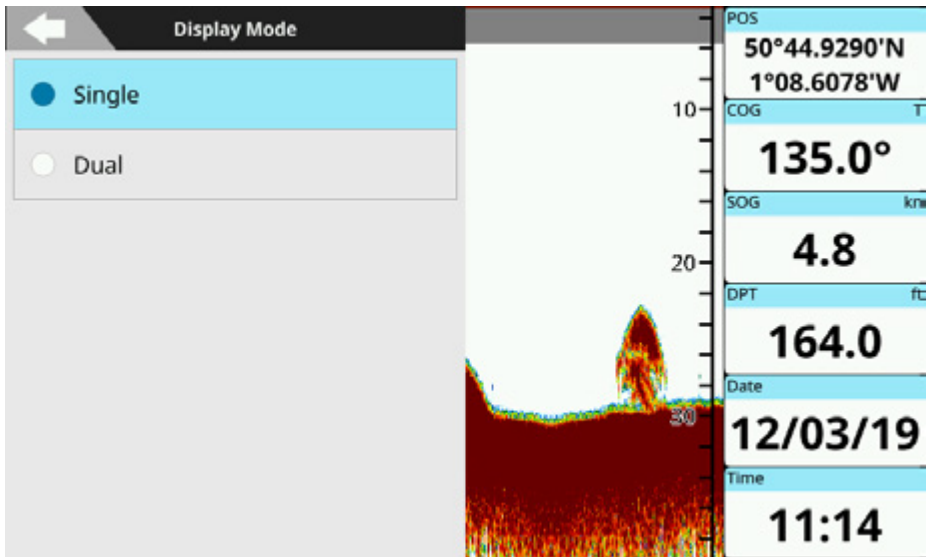 Display Mode
Single
Dual
10
20
30
POS
50°44.9290'N
1°08.6078'W
COG T
135.0°
SOG kn
4.8
DPT ft
164.0
Date
12/03/19
Time
11:14